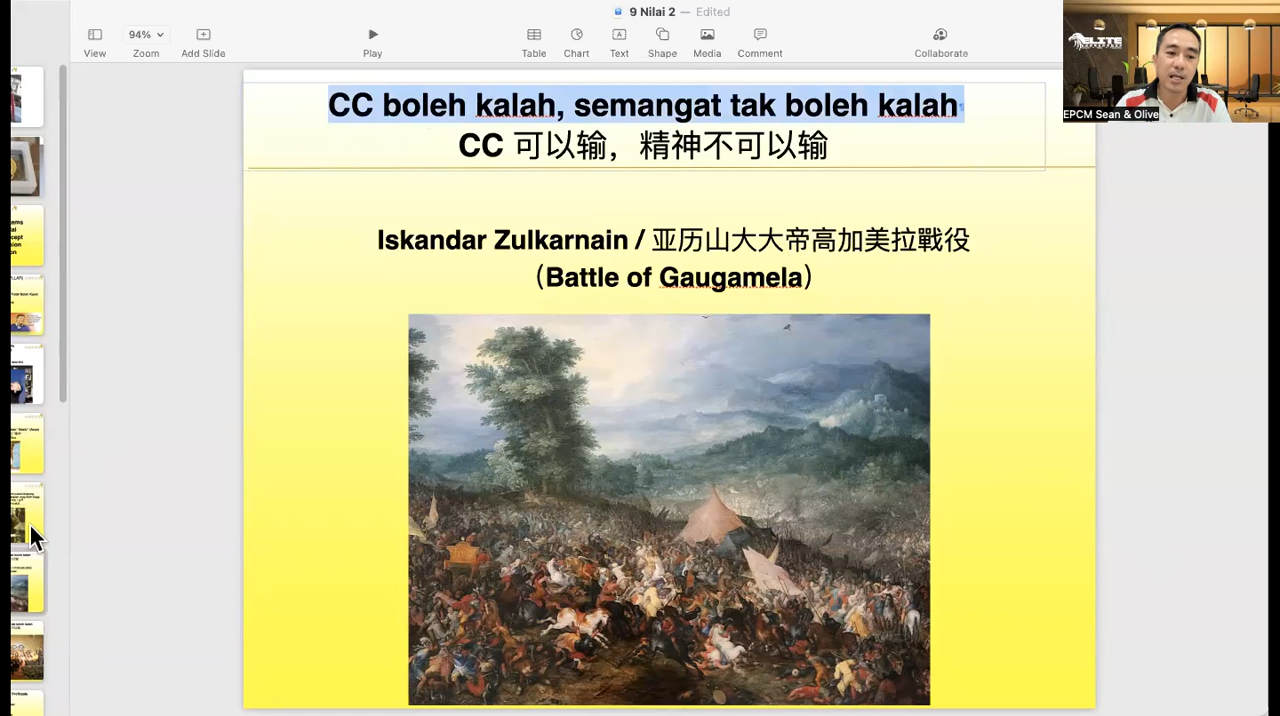 9 Nilai 2 — Edited
94%
View Zoom Add Slide Play Table Chart Text Shape Media Comment Collaborate
ELITE
EPCM Sean & Olive
CC boleh kalah, semangat tak boleh kalah
CC 可以输，精神不可以输
Iskandar Zulkarnain / 亚历山大大帝高加美拉戰役
（Battle of Gaugamela）